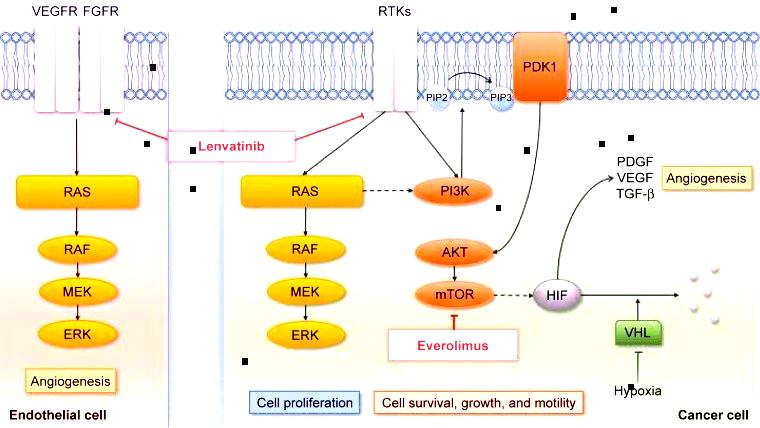 VEGFR FGFR
RTKs
PDK1
PIP2
PIP3
Lenvatinib
RAS
RAS
PI3K
PDGF
VEGF
TGF-β
Angiogenesis
RAF
RAF
AKT
MEK
MEK
mTOR
HIF
ERK
ERK
Everolimus
VHL
Angiogenesis
Hypoxia
Cell proliferation
Cell survival, growth, and motility
Endothelial cell
Cancer cell